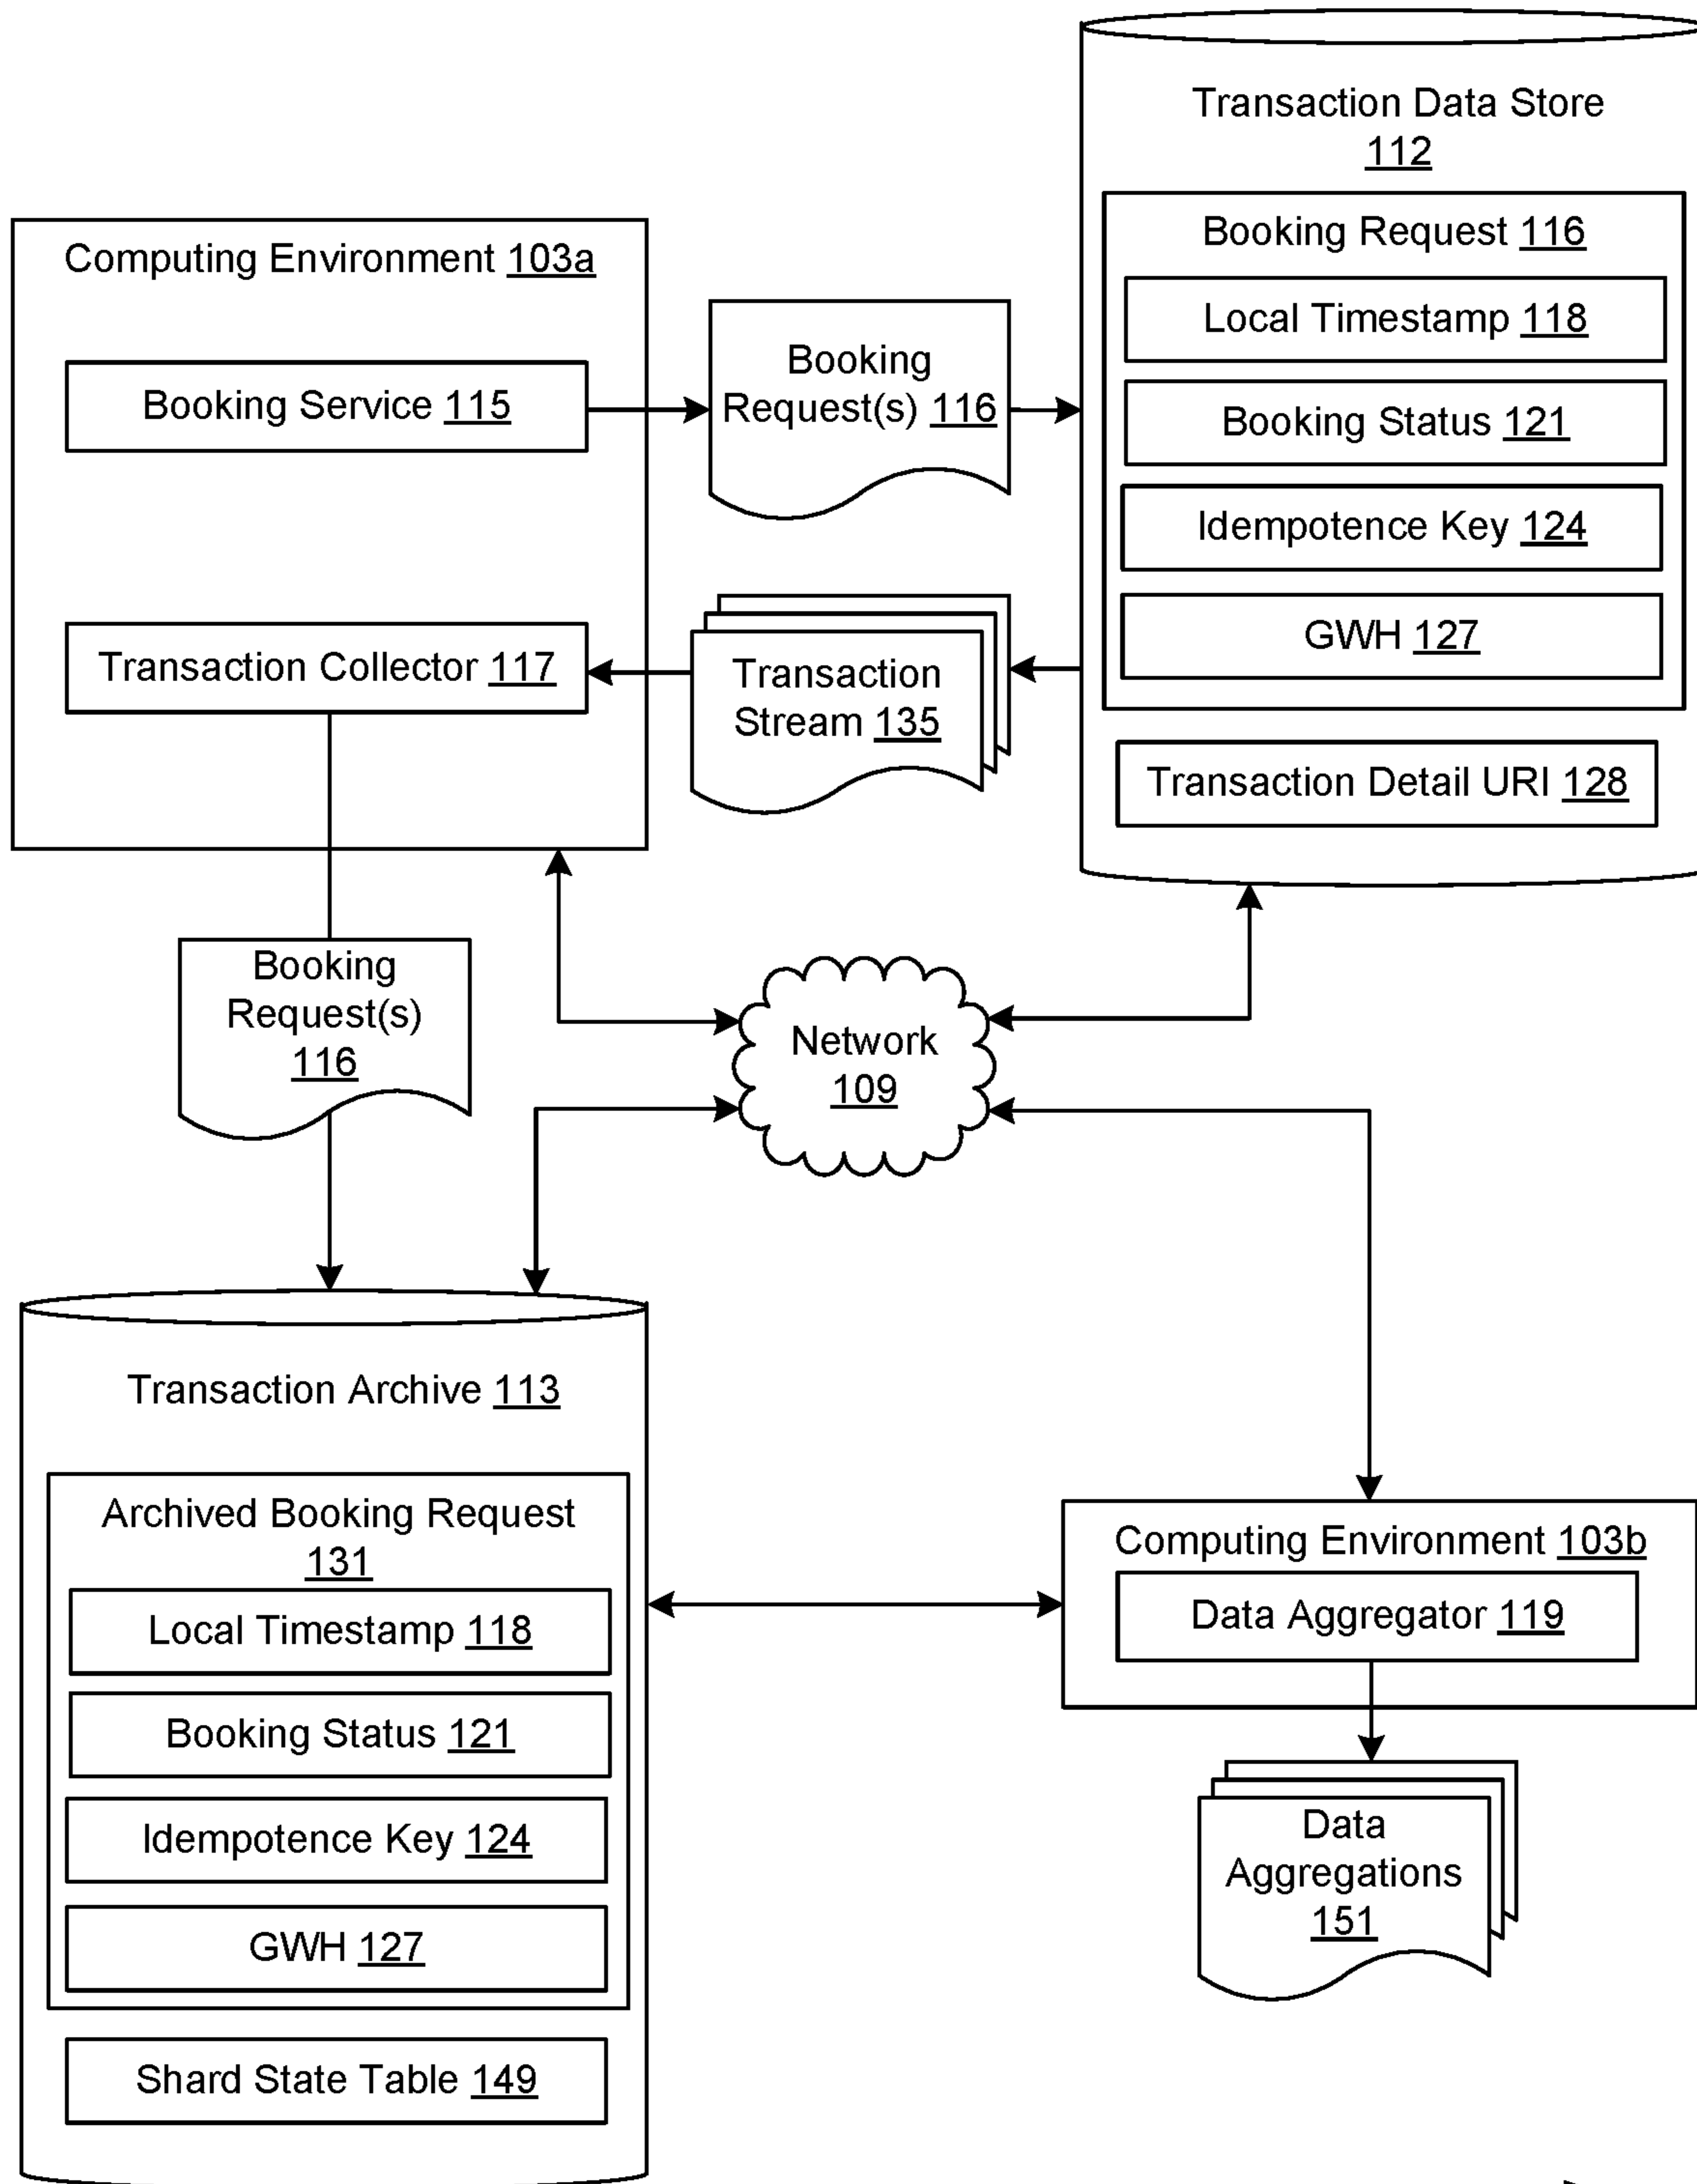 Transaction Data Store
112
Booking Request 116
Local Timestamp 118
Booking Status 121
Idempotence Key 124
GWH 127
Transaction Detail URI 128
Computing Environment 103a
Booking Service 115
Booking
Request(s) 116
Transaction Collector 117
Transaction
Stream 135
Booking
Request(s)
116
Network
109
Transaction Archive 113
Archived Booking Request
131
Local Timestamp 118
Booking Status 121
Idempotence Key 124
GWH 127
Shard State Table 149
Computing Environment 103b
Data Aggregator 119
Data
Aggregations
151